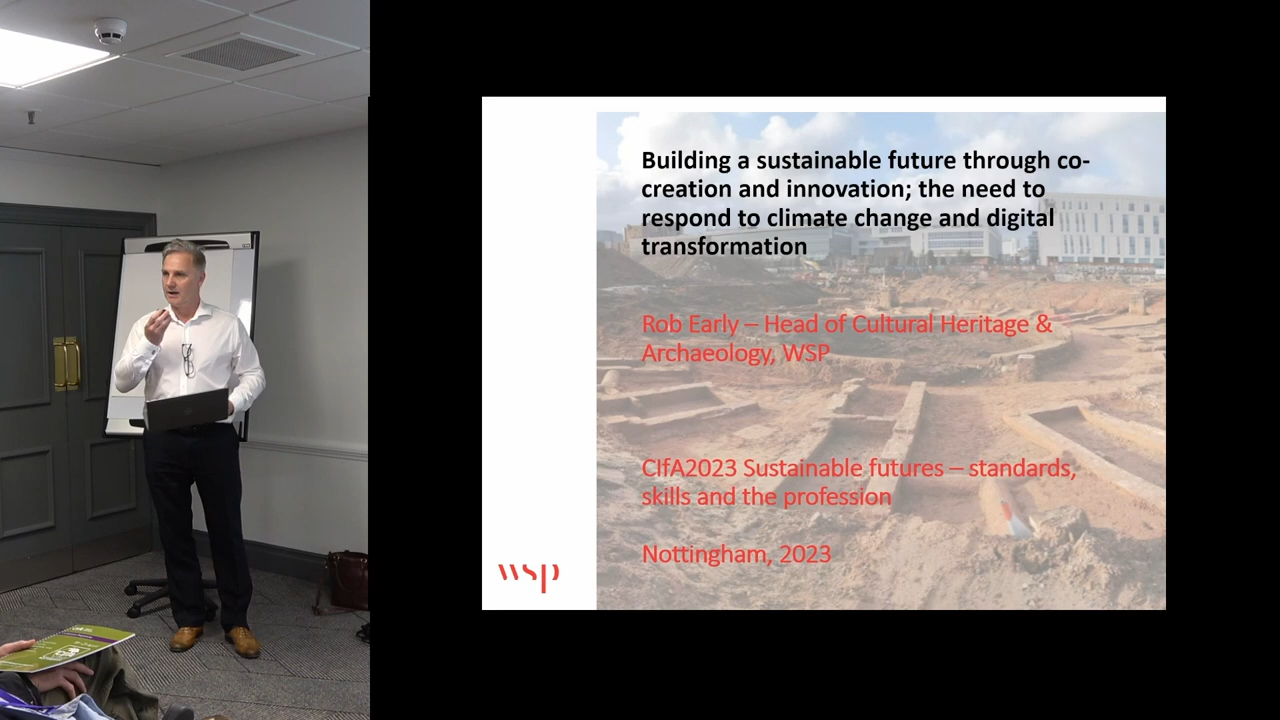 Building a sustainable future through co-
creation and innovation; the need to
respond to climate change and digital
transformation
Rob Early – Head of Cultural Heritage &
Archaeology, WSP
CIfA2023 Sustainable futures – standards,
skills and the profession
Nottingham, 2023
wsp